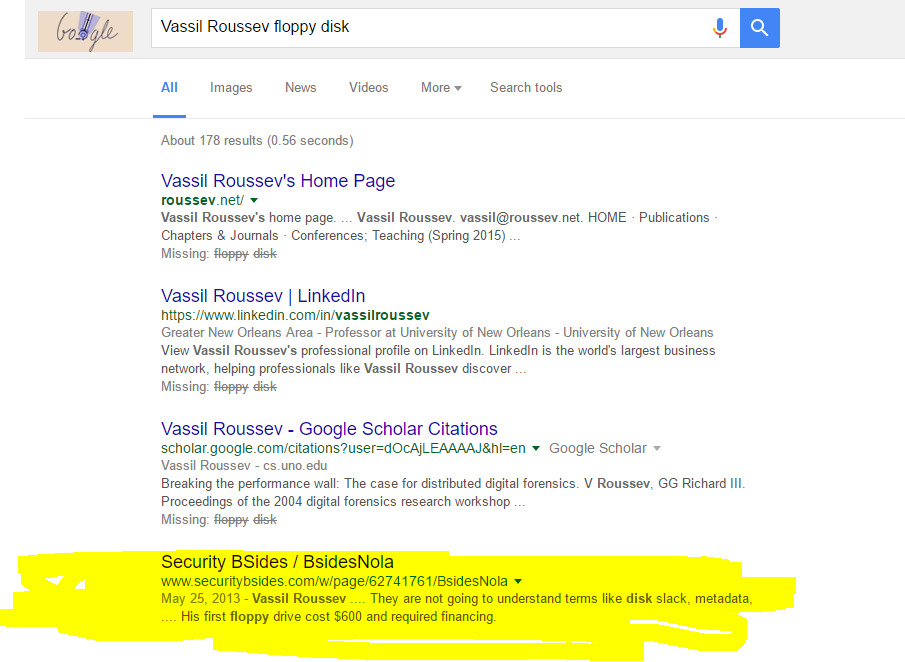 Google
Vassil Roussev floppy disk
All Images News Videos More Search tools
About 178 results (0.56 seconds)
Vassil Roussev's Home Page
roussev.net/
Vassil Roussev's home page. ... Vassil Roussev. vassil@roussev.net. HOME · Publications ·
Chapters & Journals · Conferences; Teaching (Spring 2015) ...
Missing: floppy disk
Vassil Roussev | LinkedIn
https://www.linkedin.com/in/vassilroussev
Greater New Orleans Area - Professor at University of New Orleans - University of New Orleans
View Vassil Roussev's professional profile on LinkedIn. LinkedIn is the world's largest business
network, helping professionals like Vassil Roussev discover ...
Missing: floppy disk
Vassil Roussev - Google Scholar Citations
scholar.google.com/citations?user=dOcAjLEAAAAJ&hl=en Google Scholar
Vassil Roussev - cs.uno.edu
Breaking the performance wall: The case for distributed digital forensics. V Roussev, GG Richard III.
Proceedings of the 2004 digital forensics research workshop ...
Missing: floppy disk
Security BSides / BsidesNola
www.securitybsides.com/w/page/62741761/BsidesNola
May 25, 2013 - Vassil Roussev .... They are not going to understand terms like disk slack, metadata,
.... His first floppy drive cost $600 and required financing.